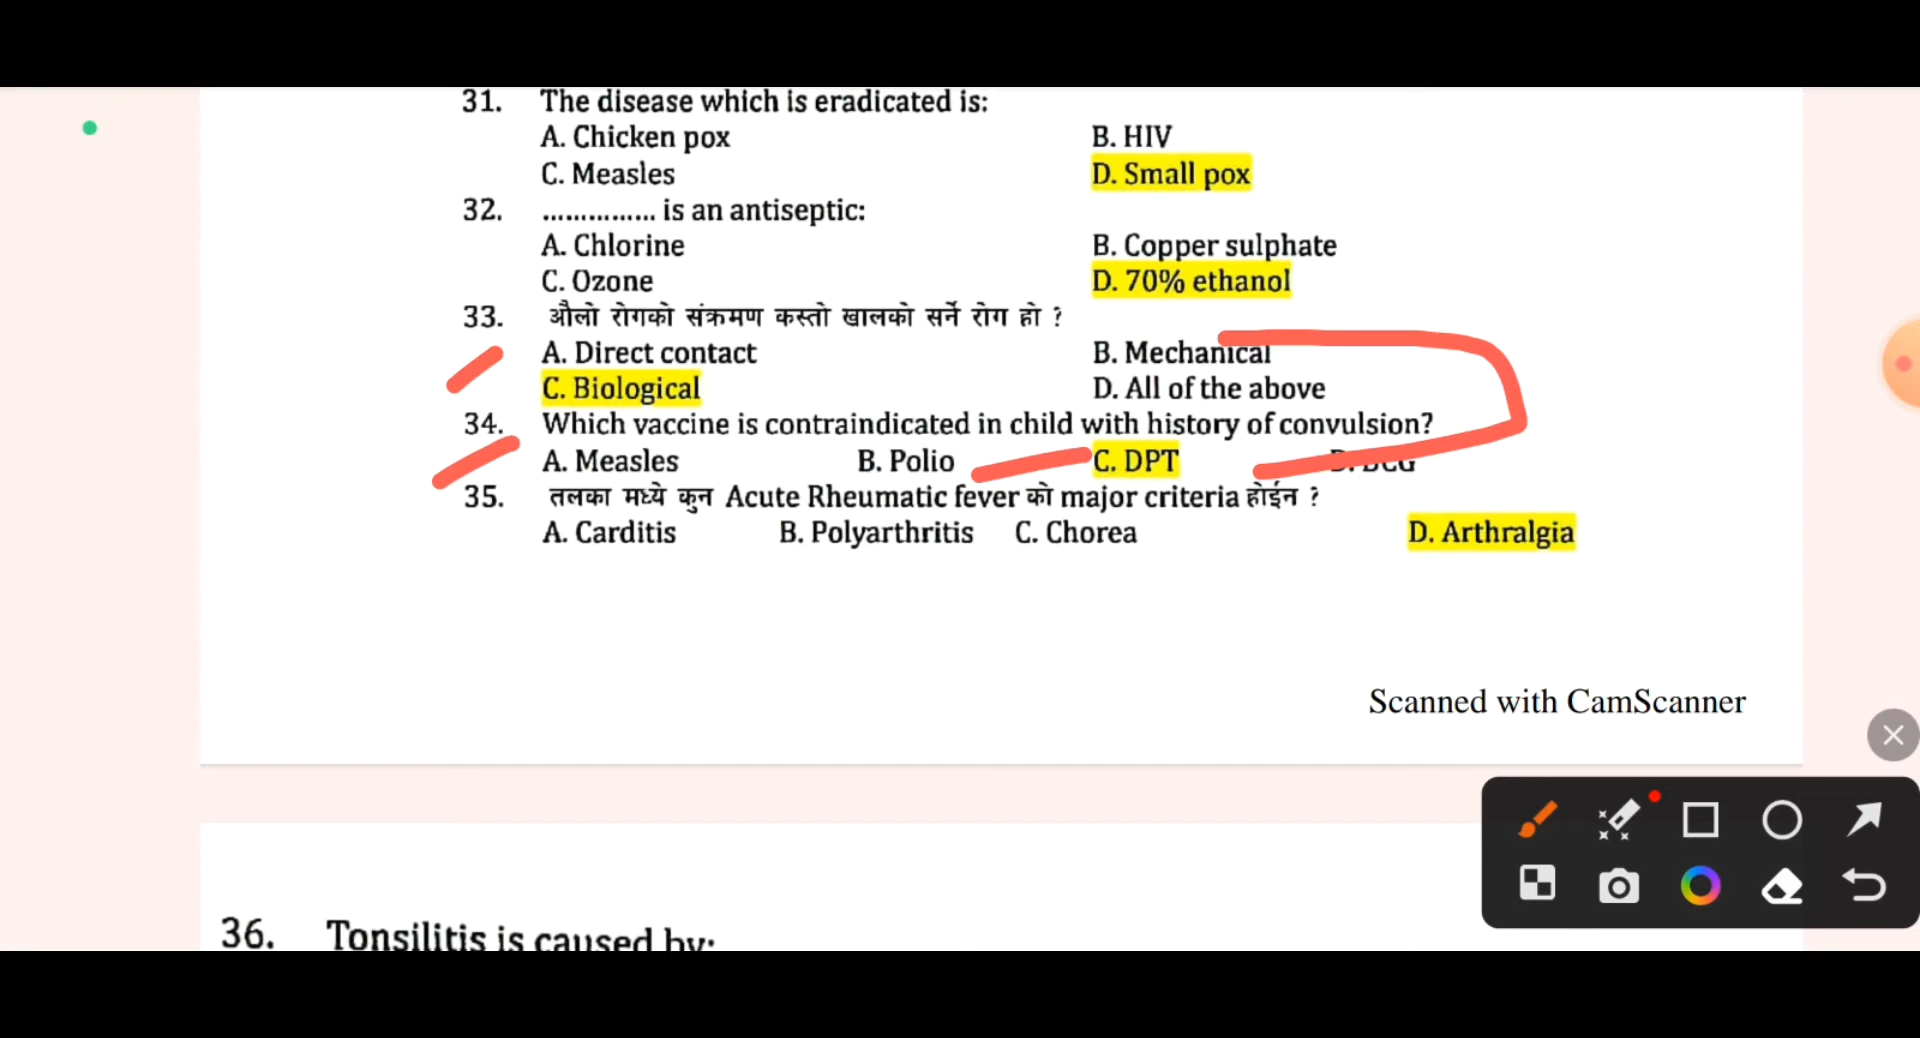 31. The disease which is eradicated is:
A. Chicken pox B. HIV
C. Measles D. Small pox
32. ............... is an antiseptic:
A. Chlorine B. Copper sulphate
C. Ozone D. 70% ethanol
33. औलो रोगको संक्रमण कस्तो खालको सर्ने रोग हो ?
A. Direct contact B. Mechanical
C. Biological D. All of the above
34. Which vaccine is contraindicated in child with history of convulsion?
A. Measles B. Polio C. DPT D. BCG
35. तलका मध्ये कुन Acute Rheumatic fever को major criteria होईन ?
A. Carditis B. Polyarthritis C. Chorea D. Arthralgia
Scanned with CamScanner
36. Tonsilitis is caused by: